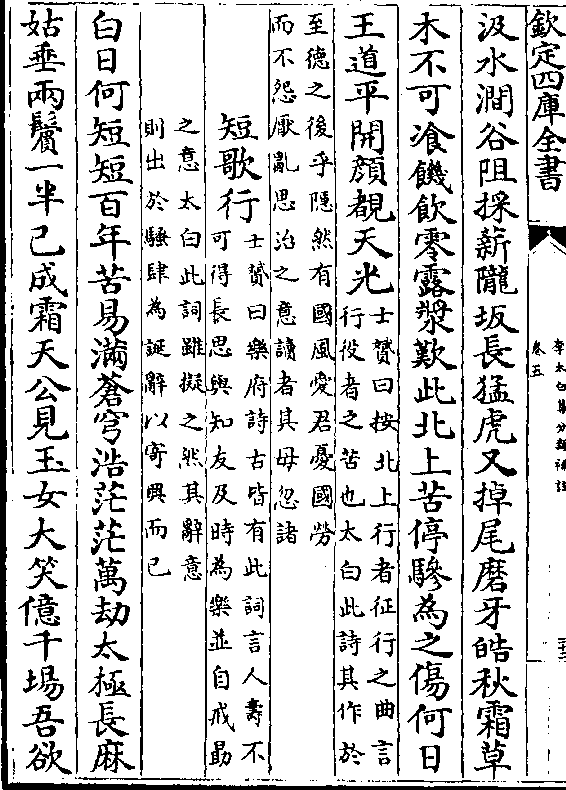 欽定四庫全書
李太白集分類補註
卷五
汲水澗谷阻採薪隴坂長猛虎又掉尾磨牙皓秋霜草
木不可飡饑飲零露漿歎此北上苦停驂為之傷何日
王道平開顔覩天光
士贇曰按北上行者征行之曲言
行役者之苦也太白此詩其作於
至德之後乎隠然有國風愛君憂國勞
而不怨厭亂思治之意讀者其毋忽諸
短歌行
士贇曰樂府詩古皆有此詞言人壽不
可得長思與知友及時為樂並自戒勗
之意太白此詞雖擬之然其辭意
則出於騷肆為誕辭以寄興而已
白日何短短百年苦易滿蒼穹浩茫茫萬劫太極長麻
姑垂兩鬢一半已成霜天公見玉女大笑億千場吾欲